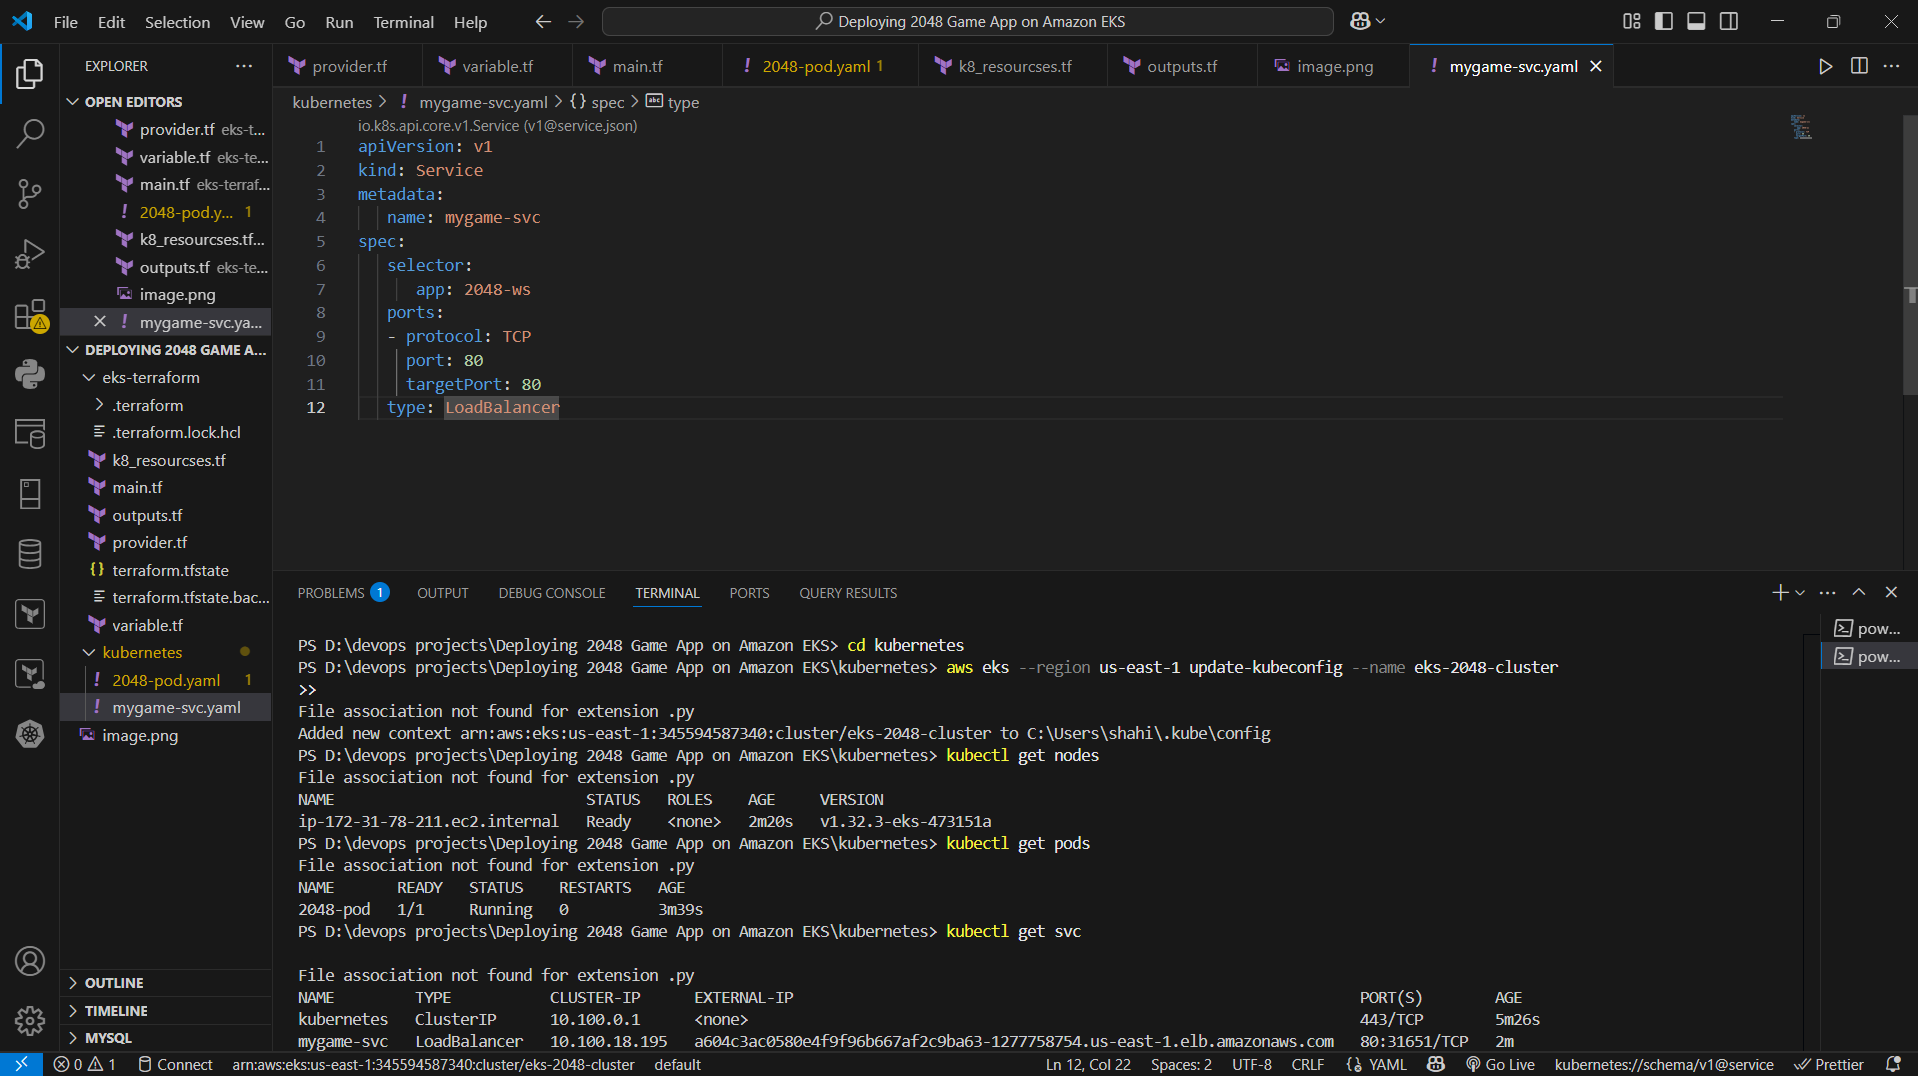 File Edit Selection View Go Run Terminal Help
Deploying 2048 Game App on Amazon EKS
EXPLORER
OPEN EDITORS
provider.tf eks-t...
variable.tf eks-te...
main.tf eks-terraf...
2048-pod.y... 1
k8_resourcses.tf...
outputs.tf eks-te...
image.png
mygame-svc.ya...
DEPLOYING 2048 GAME A...
eks-terraform
.terraform
.terraform.lock.hcl
k8_resourcses.tf
main.tf
outputs.tf
provider.tf
terraform.tfstate
terraform.tfstate.bac...
variable.tf
kubernetes
2048-pod.yaml 1
mygame-svc.yaml
image.png
OUTLINE
TIMELINE
MYSQL
provider.tf variable.tf main.tf 2048-pod.yaml 1 k8_resourcses.tf outputs.tf image.png mygame-svc.yaml
kubernetes > mygame-svc.yaml > {} spec > abc type
io.k8s.api.core.v1.Service (v1@service.json)
1 apiVersion: v1
2 kind: Service
3 metadata:
4 name: mygame-svc
5 spec:
6 selector:
7 app: 2048-ws
8 ports:
9 - protocol: TCP
10 port: 80
11 targetPort: 80
12 type: LoadBalancer
PROBLEMS 1 OUTPUT DEBUG CONSOLE TERMINAL PORTS QUERY RESULTS
pow...
pow...
PS D:\devops projects\Deploying 2048 Game App on Amazon EKS> cd kubernetes
PS D:\devops projects\Deploying 2048 Game App on Amazon EKS\kubernetes> aws eks --region us-east-1 update-kubeconfig --name eks-2048-cluster
>>
File association not found for extension .py
Added new context arn:aws:eks:us-east-1:345594587340:cluster/eks-2048-cluster to C:\Users\shahi\.kube\config
PS D:\devops projects\Deploying 2048 Game App on Amazon EKS\kubernetes> kubectl get nodes
File association not found for extension .py
NAME STATUS ROLES AGE VERSION
ip-172-31-78-211.ec2.internal Ready <none> 2m20s v1.32.3-eks-473151a
PS D:\devops projects\Deploying 2048 Game App on Amazon EKS\kubernetes> kubectl get pods
File association not found for extension .py
NAME READY STATUS RESTARTS AGE
2048-pod 1/1 Running 0 3m39s
PS D:\devops projects\Deploying 2048 Game App on Amazon EKS\kubernetes> kubectl get svc
File association not found for extension .py
NAME TYPE CLUSTER-IP EXTERNAL-IP PORT(S) AGE
kubernetes ClusterIP 10.100.0.1 <none> 443/TCP 5m26s
mygame-svc LoadBalancer 10.100.18.195 a604c3ac0580e4f9f96b667af2c9ba63-1277758754.us-east-1.elb.amazonaws.com 80:31651/TCP 2m
0 1 Connect arn:aws:eks:us-east-1:345594587340:cluster/eks-2048-cluster default Ln 12, Col 22 Spaces: 2 UTF-8 CRLF {} YAML Go Live kubernetes://schema/v1@service Prettier